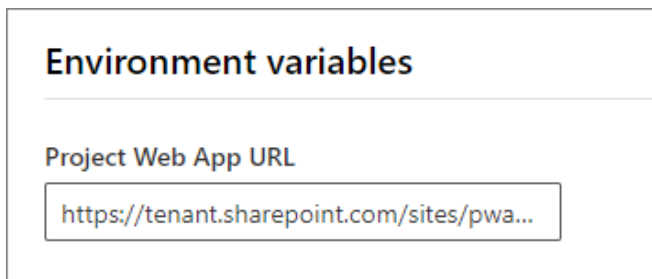 Environment variables
Project Web App URL
https://tenant.sharepoint.com/sites/pwa...